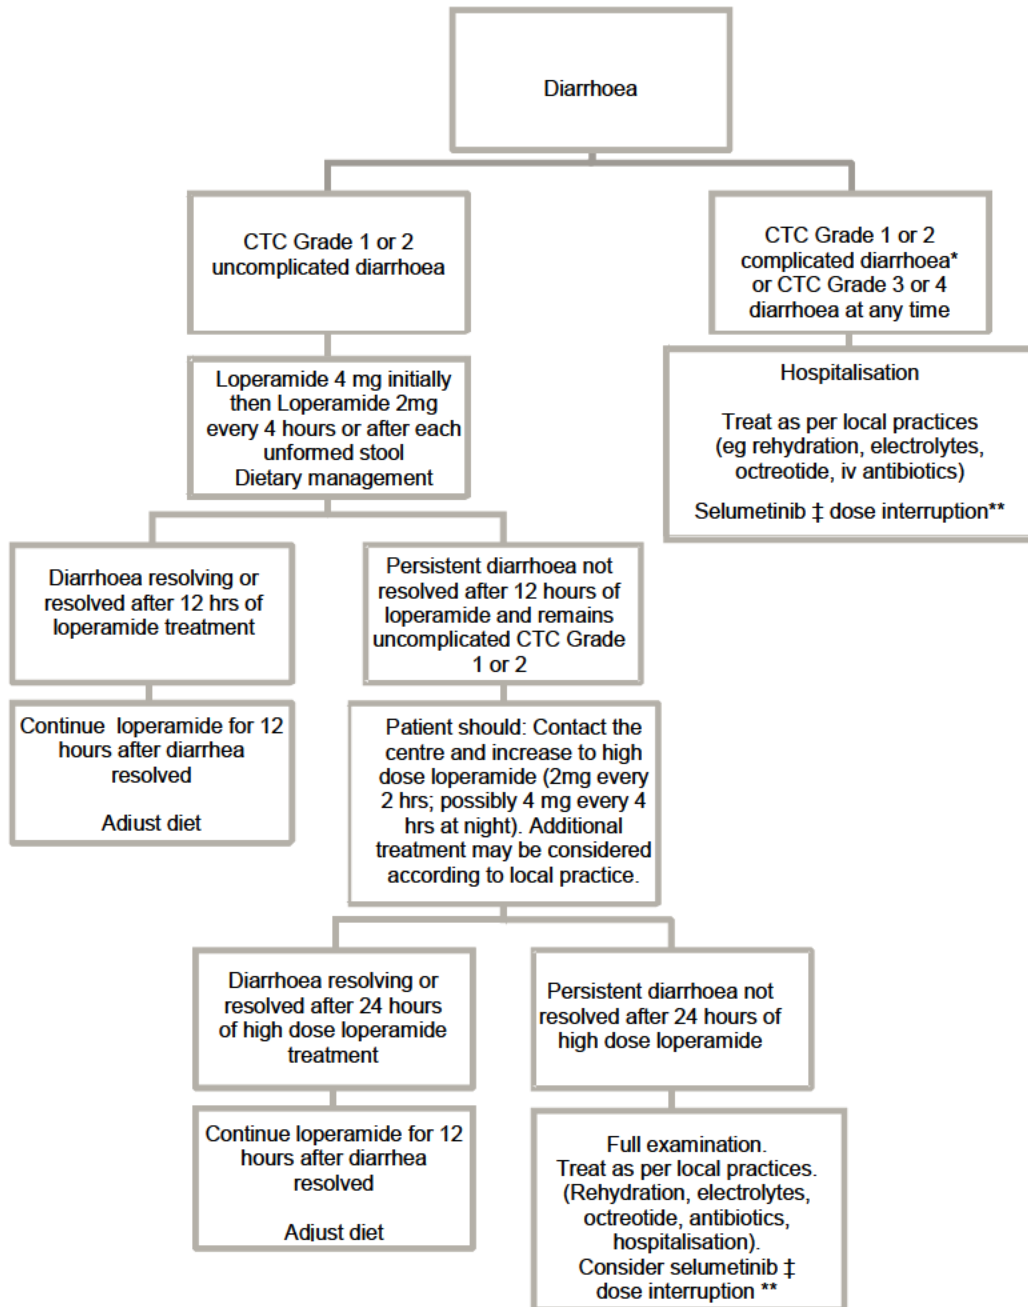 Diarrhoea
CTC Grade 1 or 2
uncomplicated diarrhoea
CTC Grade 1 or 2
complicated diarrhoea*
or CTC Grade 3 or 4
diarrhoea at any time
Loperamide 4 mg initially
then Loperamide 2mg
every 4 hours or after each
unformed stool
Dietary management
Hospitalisation
Treat as per local practices
(eg rehydration, electrolytes,
octreotide, iv antibiotics)
Selumetinib ‡ dose interruption**
Diarrhoea resolving or
resolved after 12 hrs of
loperamide treatment
Persistent diarrhoea not
resolved after 12 hours of
loperamide and remains
uncomplicated CTC Grade
1 or 2
Continue loperamide for 12
hours after diarrhea
resolved
Adjust diet
Patient should: Contact the
centre and increase to high
dose loperamide (2mg every
2 hrs; possibly 4 mg every 4
hrs at night). Additional
treatment may be considered
according to local practice.
Diarrhoea resolving or
resolved after 24 hours
of high dose loperamide
treatment
Persistent diarrhoea not
resolved after 24 hours of
high dose loperamide
Continue loperamide for 12
hours after diarrhea
resolved
Adjust diet
Full examination.
Treat as per local practices.
(Rehydration, electrolytes,
octreotide, antibiotics,
hospitalisation).
Consider selumetinib ‡
dose interruption **